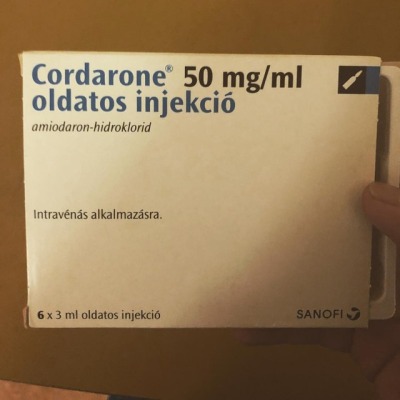 Cordarone® 50 mg/ml
oldatos injekció
amiodaron-hidroklorid
Intravénás alkalmazásra.
6 x 3 ml oldatos injekció
SANOFI